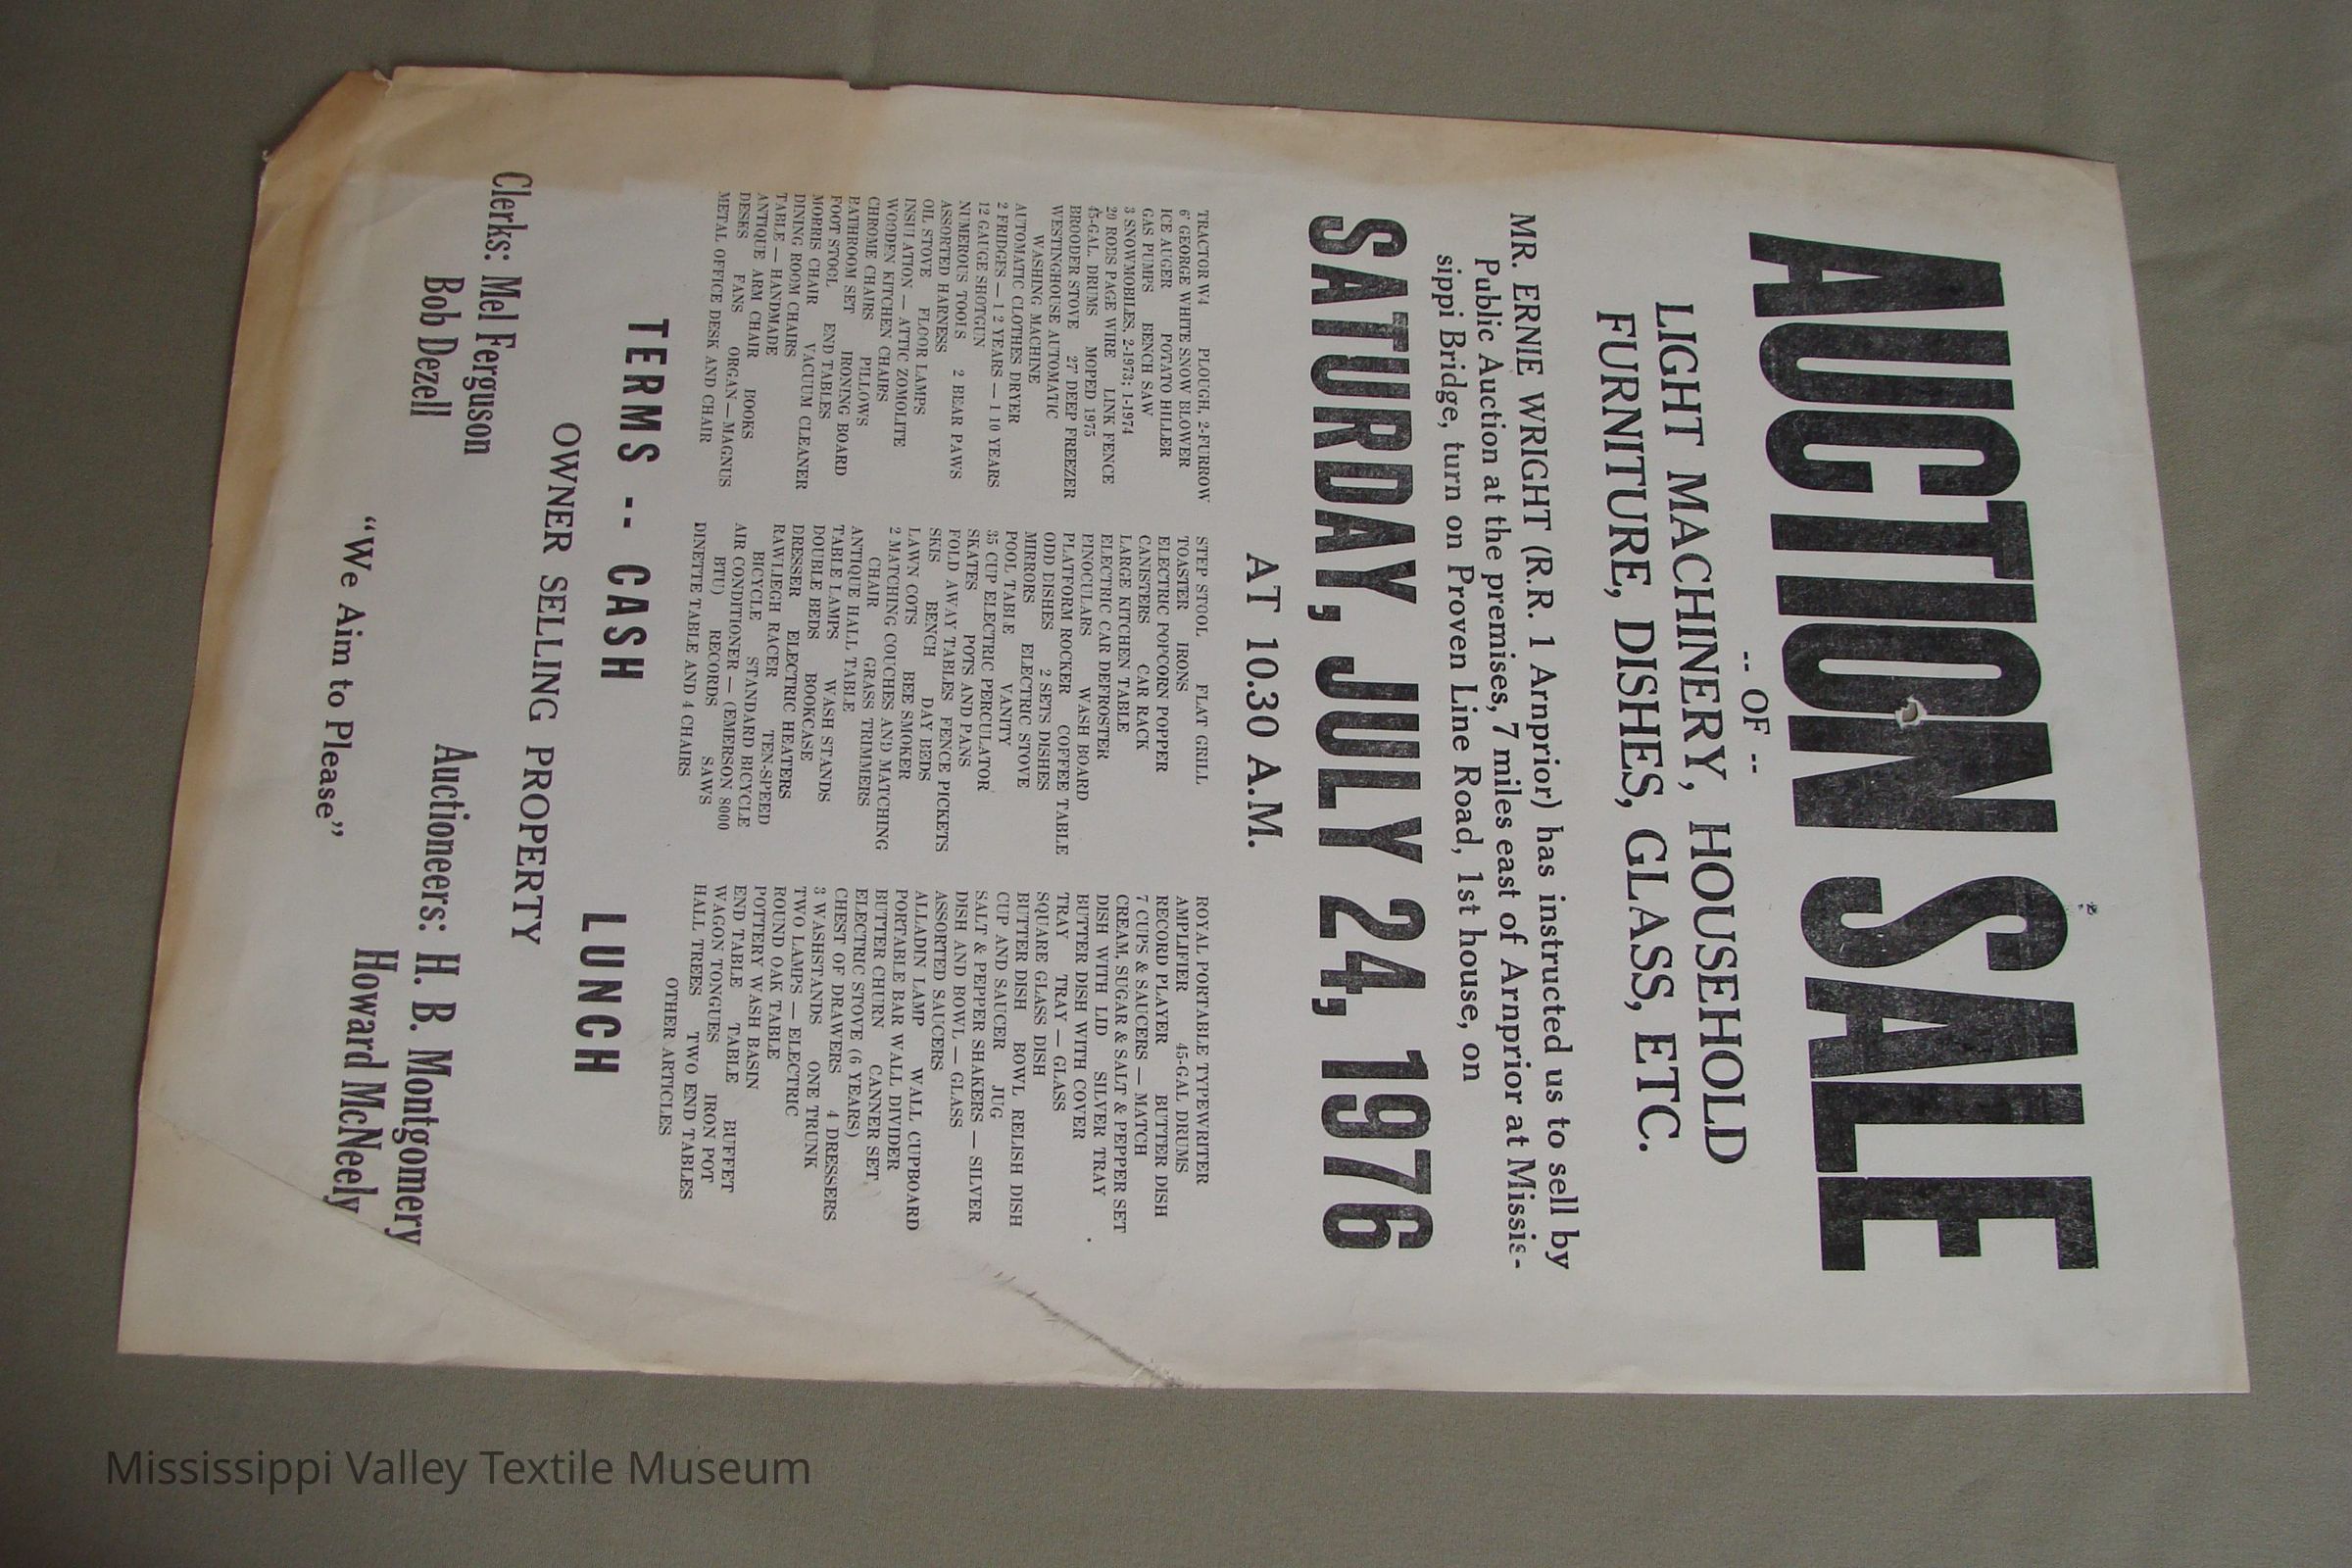 AUCTION SALE
-- OF --
LIGHT MACHINERY, HOUSEHOLD
FURNITURE, DISHES, GLASS, ETC.
MR. ERNIE WRIGHT (R.R. 1 Arnprior) has instructed us to sell by
Public Auction at the premises, 7 miles east of Arnprior at Missis-
sippi Bridge, turn on Proven Line Road, 1st house, on
SATURDAY, JULY 24, 1976
AT 10.30 A.M.
TRACTOR W4 PLOUGH, 2-FURROW
6' GEORGE WHITE SNOW BLOWER
ICE AUGER POTATO HILLER
GAS PUMPS BENCH SAW
3 SNOWMOBILES, 2-1973; 1-1974
20 RODS PAGE WIRE LINK FENCE
45-GAL. DRUMS MOPED 1975
BROODER STOVE 27' DEEP FREEZER
WESTINGHOUSE AUTOMATIC
WASHING MACHINE
AUTOMATIC CLOTHES DRYER
2 FRIDGES — 1 2 YEARS — 1 10 YEARS
12 GAUGE SHOTGUN
NUMEROUS TOOLS 2 BEAR PAWS
ASSORTED HARNESS
OIL STOVE FLOOR LAMPS
INSULATION — ATTIC ZOMOLITE
WOODEN KITCHEN CHAIRS
CHROME CHAIRS PILLOWS
BATHROOM SET IRONING BOARD
FOOT STOOL END TABLES
MORRIS CHAIR VACUUM CLEANER
DINING ROOM CHAIRS
TABLE — HANDMADE
ANTIQUE ARM CHAIR BOOKS
DESKS FANS ORGAN — MAGNUS
METAL OFFICE DESK AND CHAIR
STEP STOOL FLAT GRILL
TOASTER IRONS
ELECTRIC POPCORN POPPER
CANISTERS CAR RACK
LARGE KITCHEN TABLE
ELECTRIC CAR DEFROSTER
BINOCULARS WASH BOARD
PLATFORM ROCKER COFFEE TABLE
ODD DISHES 2 SETS DISHES
MIRRORS ELECTRIC STOVE
POOL TABLE VANITY
35 CUP ELECTRIC PERCULATOR
SKATES POTS AND PANS
FOLD AWAY TABLES FENCE PICKETS
SKIS BENCH DAY BEDS
LAWN COTS BEE SMOKER
2 MATCHING COUCHES AND MATCHING
CHAIR GRASS TRIMMERS
ANTIQUE HALL TABLE
TABLE LAMPS WASH STANDS
DOUBLE BEDS BOOKCASE
DRESSER ELECTRIC HEATERS
RAWLIEGH RACER TEN-SPEED
BICYCLE STANDARD BICYCLE
AIR CONDITIONER — (EMERSON 8000
BTU) RECORDS SAWS
DINETTE TABLE AND 4 CHAIRS
ROYAL PORTABLE TYPEWRITER
AMPLIFIER 45-GAL DRUMS
RECORD PLAYER BUTTER DISH
7 CUPS & SAUCERS — MATCH
CREAM, SUGAR & SALT & PEPPER SET
DISH WITH LID SILVER TRAY
BUTTER DISH WITH COVER
TRAY TRAY — GLASS
SQUARE GLASS DISH
BUTTER DISH BOWL RELISH DISH
CUP AND SAUCER JUG
SALT & PEPPER SHAKERS — SILVER
DISH AND BOWL — GLASS
ASSORTED SAUCERS
ALLADIN LAMP WALL CUPBOARD
PORTABLE BAR WALL DIVIDER
BUTTER CHURN CANNER SET
ELECTRIC STOVE (6 YEARS)
CHEST OF DRAWERS 4 DRESSERS
3 WASHSTANDS ONE TRUNK
TWO LAMPS — ELECTRIC
ROUND OAK TABLE
POTTERY WASH BASIN
END TABLE TABLE BUFFET
WAGON TONGUES IRON POT
HALL TREES TWO END TABLES
OTHER ARTICLES
TERMS -- CASH LUNCH
OWNER SELLING PROPERTY
Clerks: Mel Ferguson
Bob Dezell
Auctioneers: H. B. Montgomery
Howard McNeely
“We Aim to Please”
Mississippi Valley Textile Museum